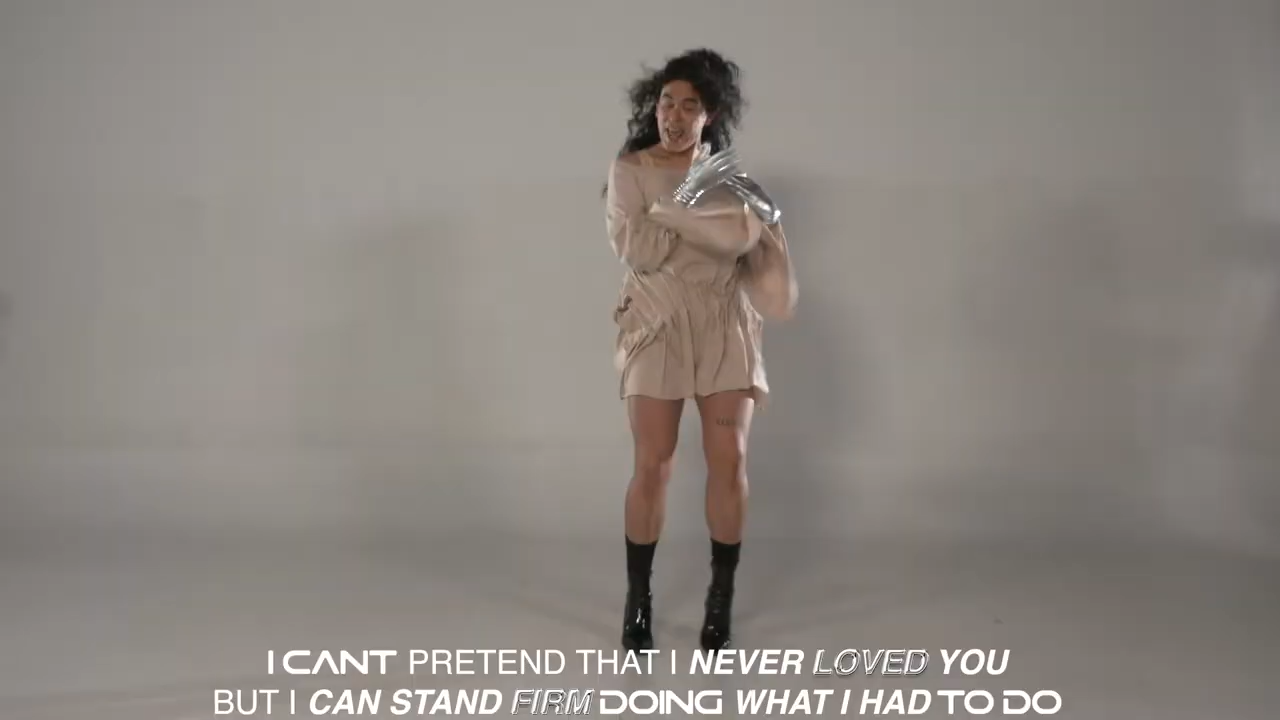 I CANT PRETEND THAT I NEVER LOVED YOU
BUT I CAN STAND FIRM DOING WHAT I HAD TO DO